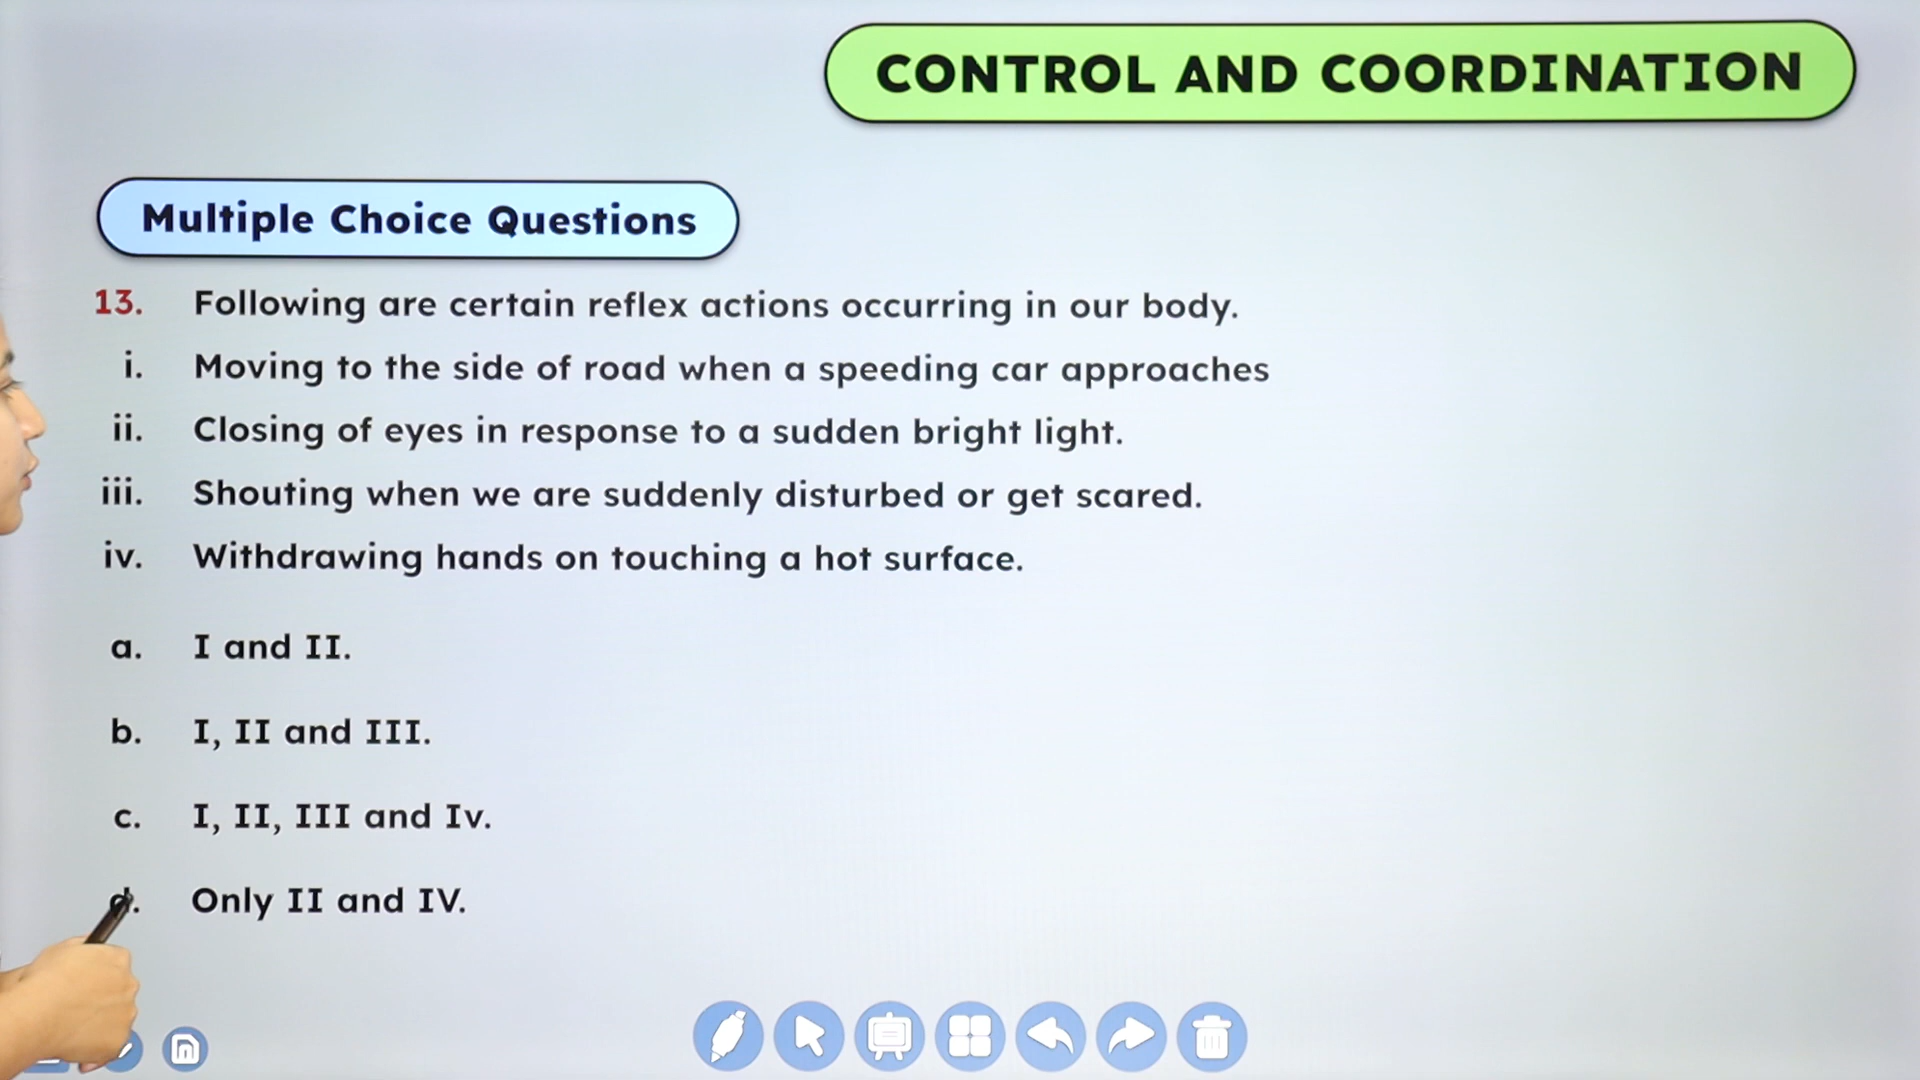 CONTROL AND COORDINATION
Multiple Choice Questions
13. Following are certain reflex actions occurring in our body.
i. Moving to the side of road when a speeding car approaches
ii. Closing of eyes in response to a sudden bright light.
iii. Shouting when we are suddenly disturbed or get scared.
iv. Withdrawing hands on touching a hot surface.
a. I and II.
b. I, II and III.
c. I, II, III and Iv.
d. Only II and IV.